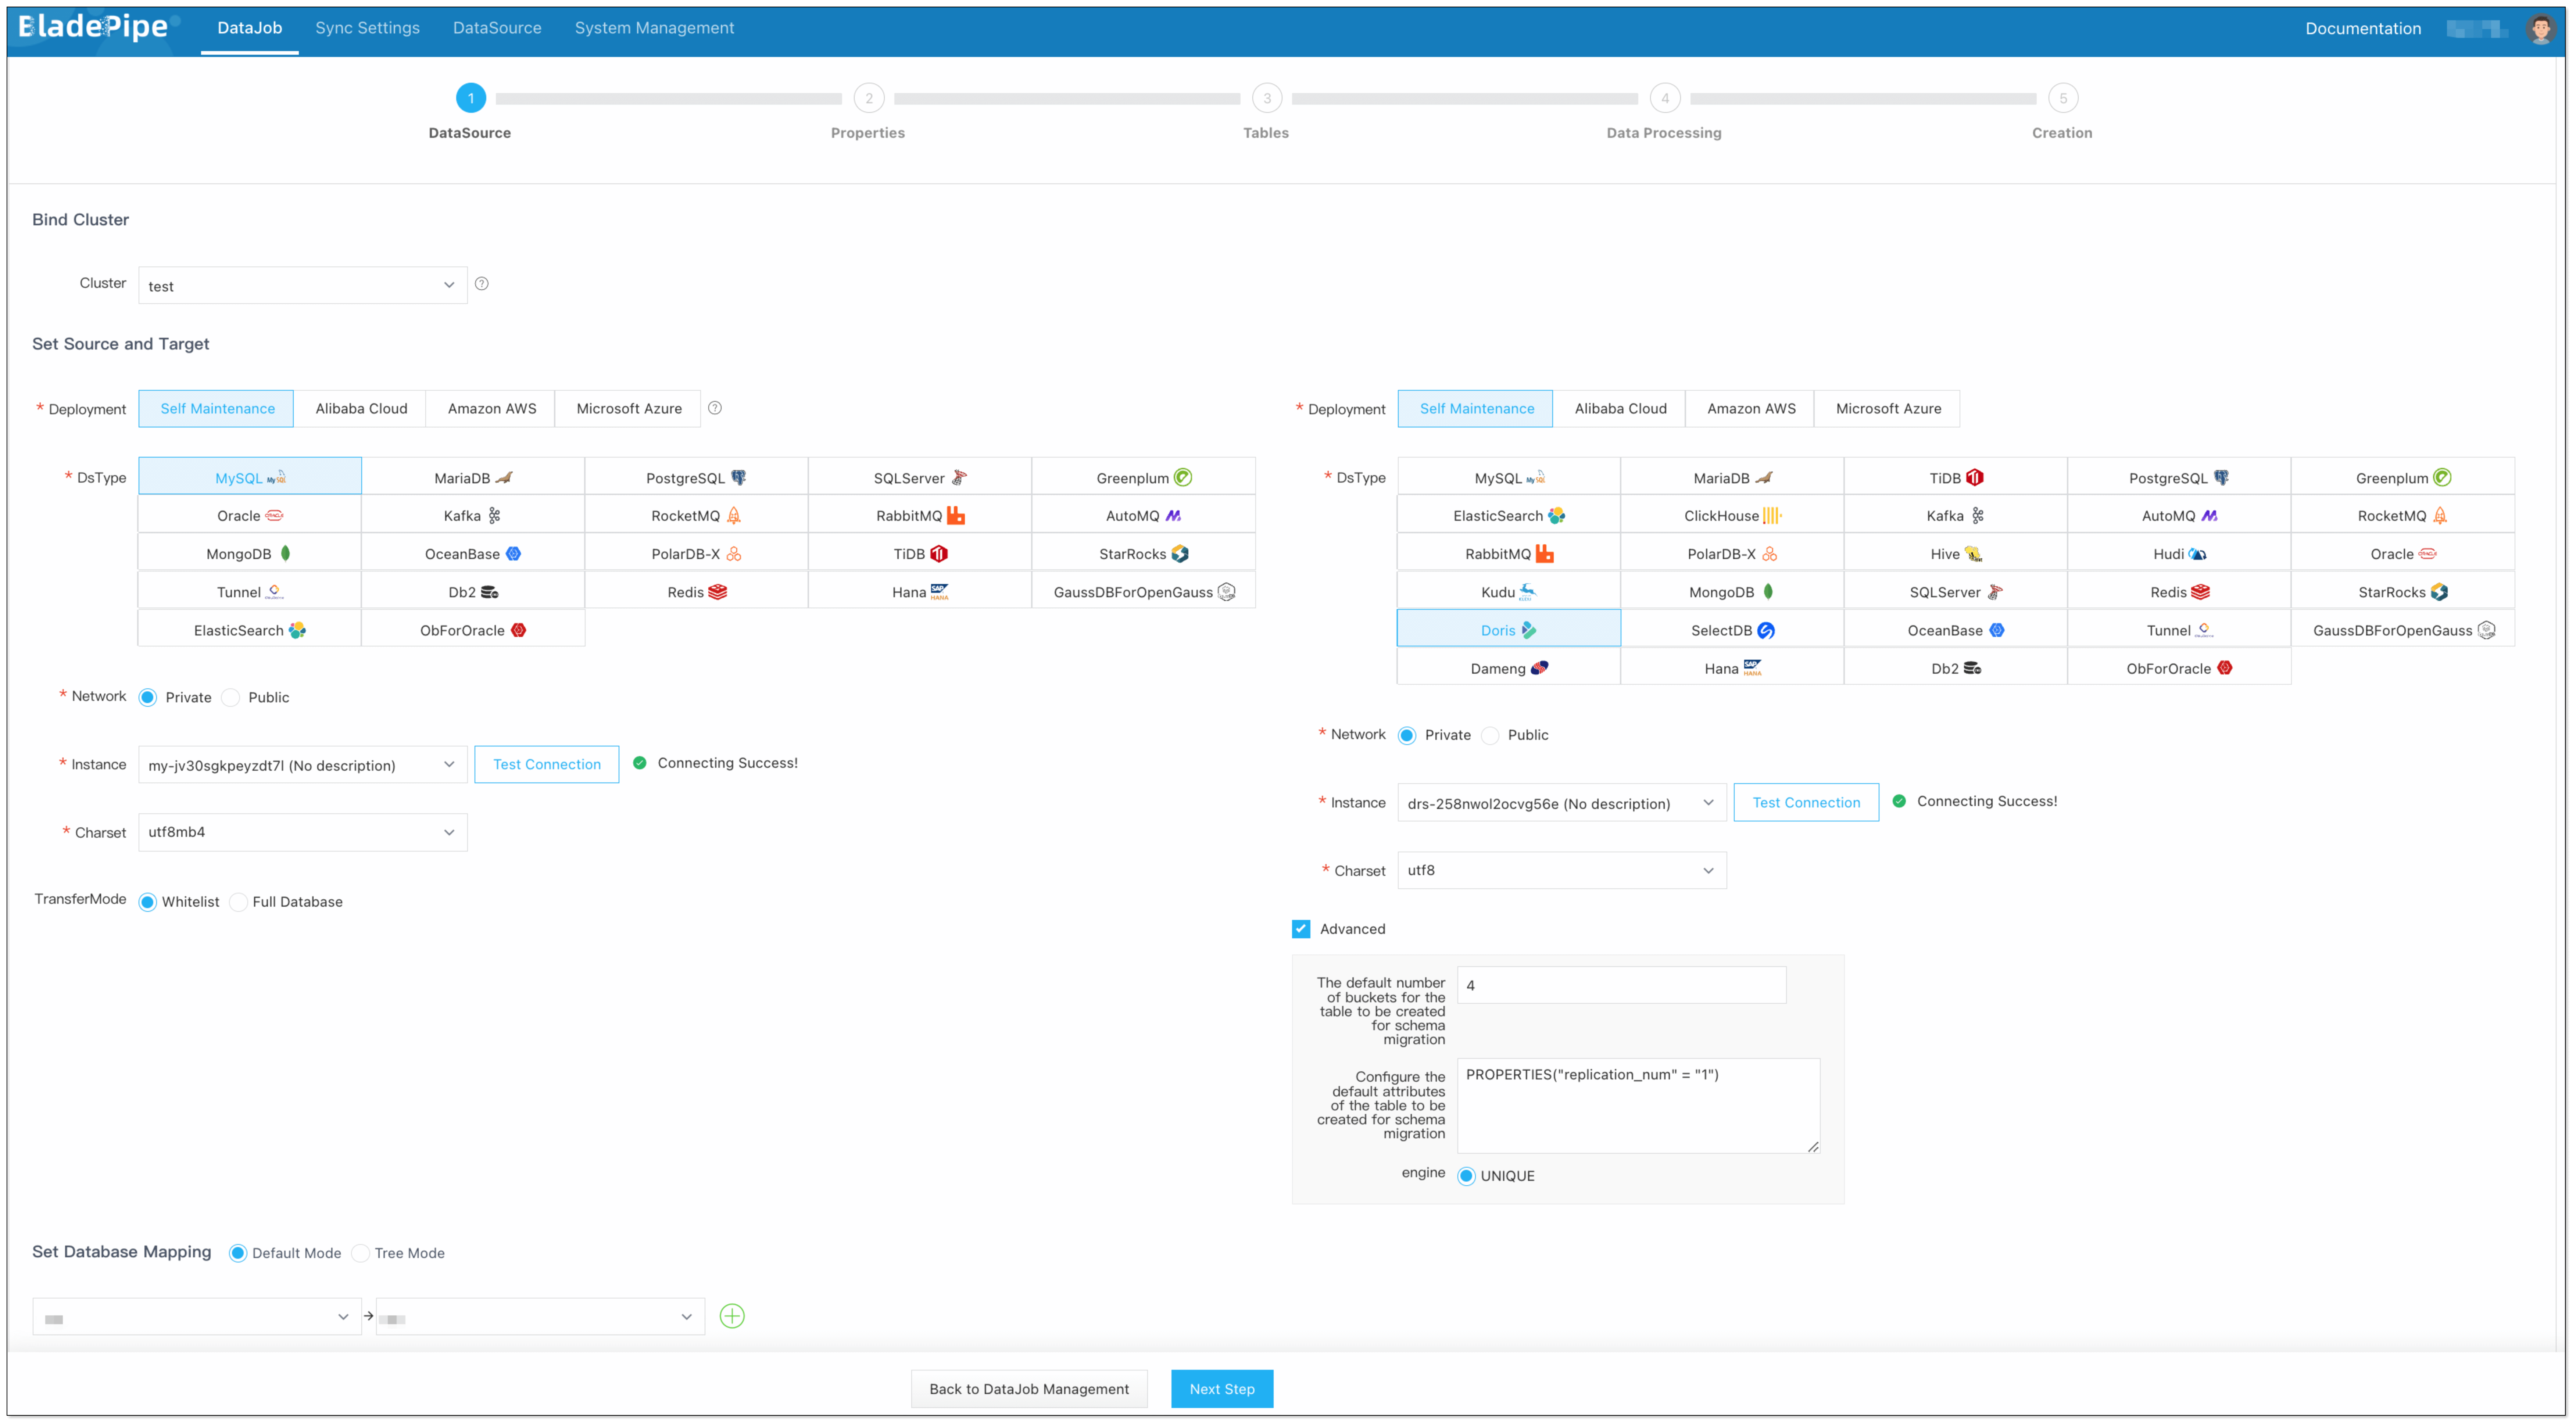 BladePipe DataJob Sync Settings DataSource System Management Documentation
1 2 3 4 5
DataSource Properties Tables Data Processing Creation
Bind Cluster
Cluster test
Set Source and Target
* Deployment Self Maintenance Alibaba Cloud Amazon AWS Microsoft Azure
* DsType MySQL MariaDB PostgreSQL SQLServer Greenplum
Oracle Kafka RocketMQ RabbitMQ AutoMQ
MongoDB OceanBase PolarDB-X TiDB StarRocks
Tunnel Db2 Redis Hana GaussDBForOpenGauss
ElasticSearch ObForOracle
* Network Private Public
* Instance my-jv30sgkpeyzdt7l (No description) Test Connection Connecting Success!
* Charset utf8mb4
TransferMode Whitelist Full Database
* Deployment Self Maintenance Alibaba Cloud Amazon AWS Microsoft Azure
* DsType MySQL MariaDB TiDB PostgreSQL Greenplum
ElasticSearch ClickHouse Kafka AutoMQ RocketMQ
RabbitMQ PolarDB-X Hive Hudi Oracle
Kudu MongoDB SQLServer Redis StarRocks
Doris SelectDB OceanBase Tunnel GaussDBForOpenGauss
Dameng Hana Db2 ObForOracle
* Network Private Public
* Instance drs-258nwol2ocvg56e (No description) Test Connection Connecting Success!
* Charset utf8
Advanced
The default number
of buckets for the
table to be created
for schema
migration
4
Configure the
default attributes
of the table to be
created for schema
migration
PROPERTIES("replication_num" = "1")
engine UNIQUE
Set Database Mapping Default Mode Tree Mode
Back to DataJob Management Next Step